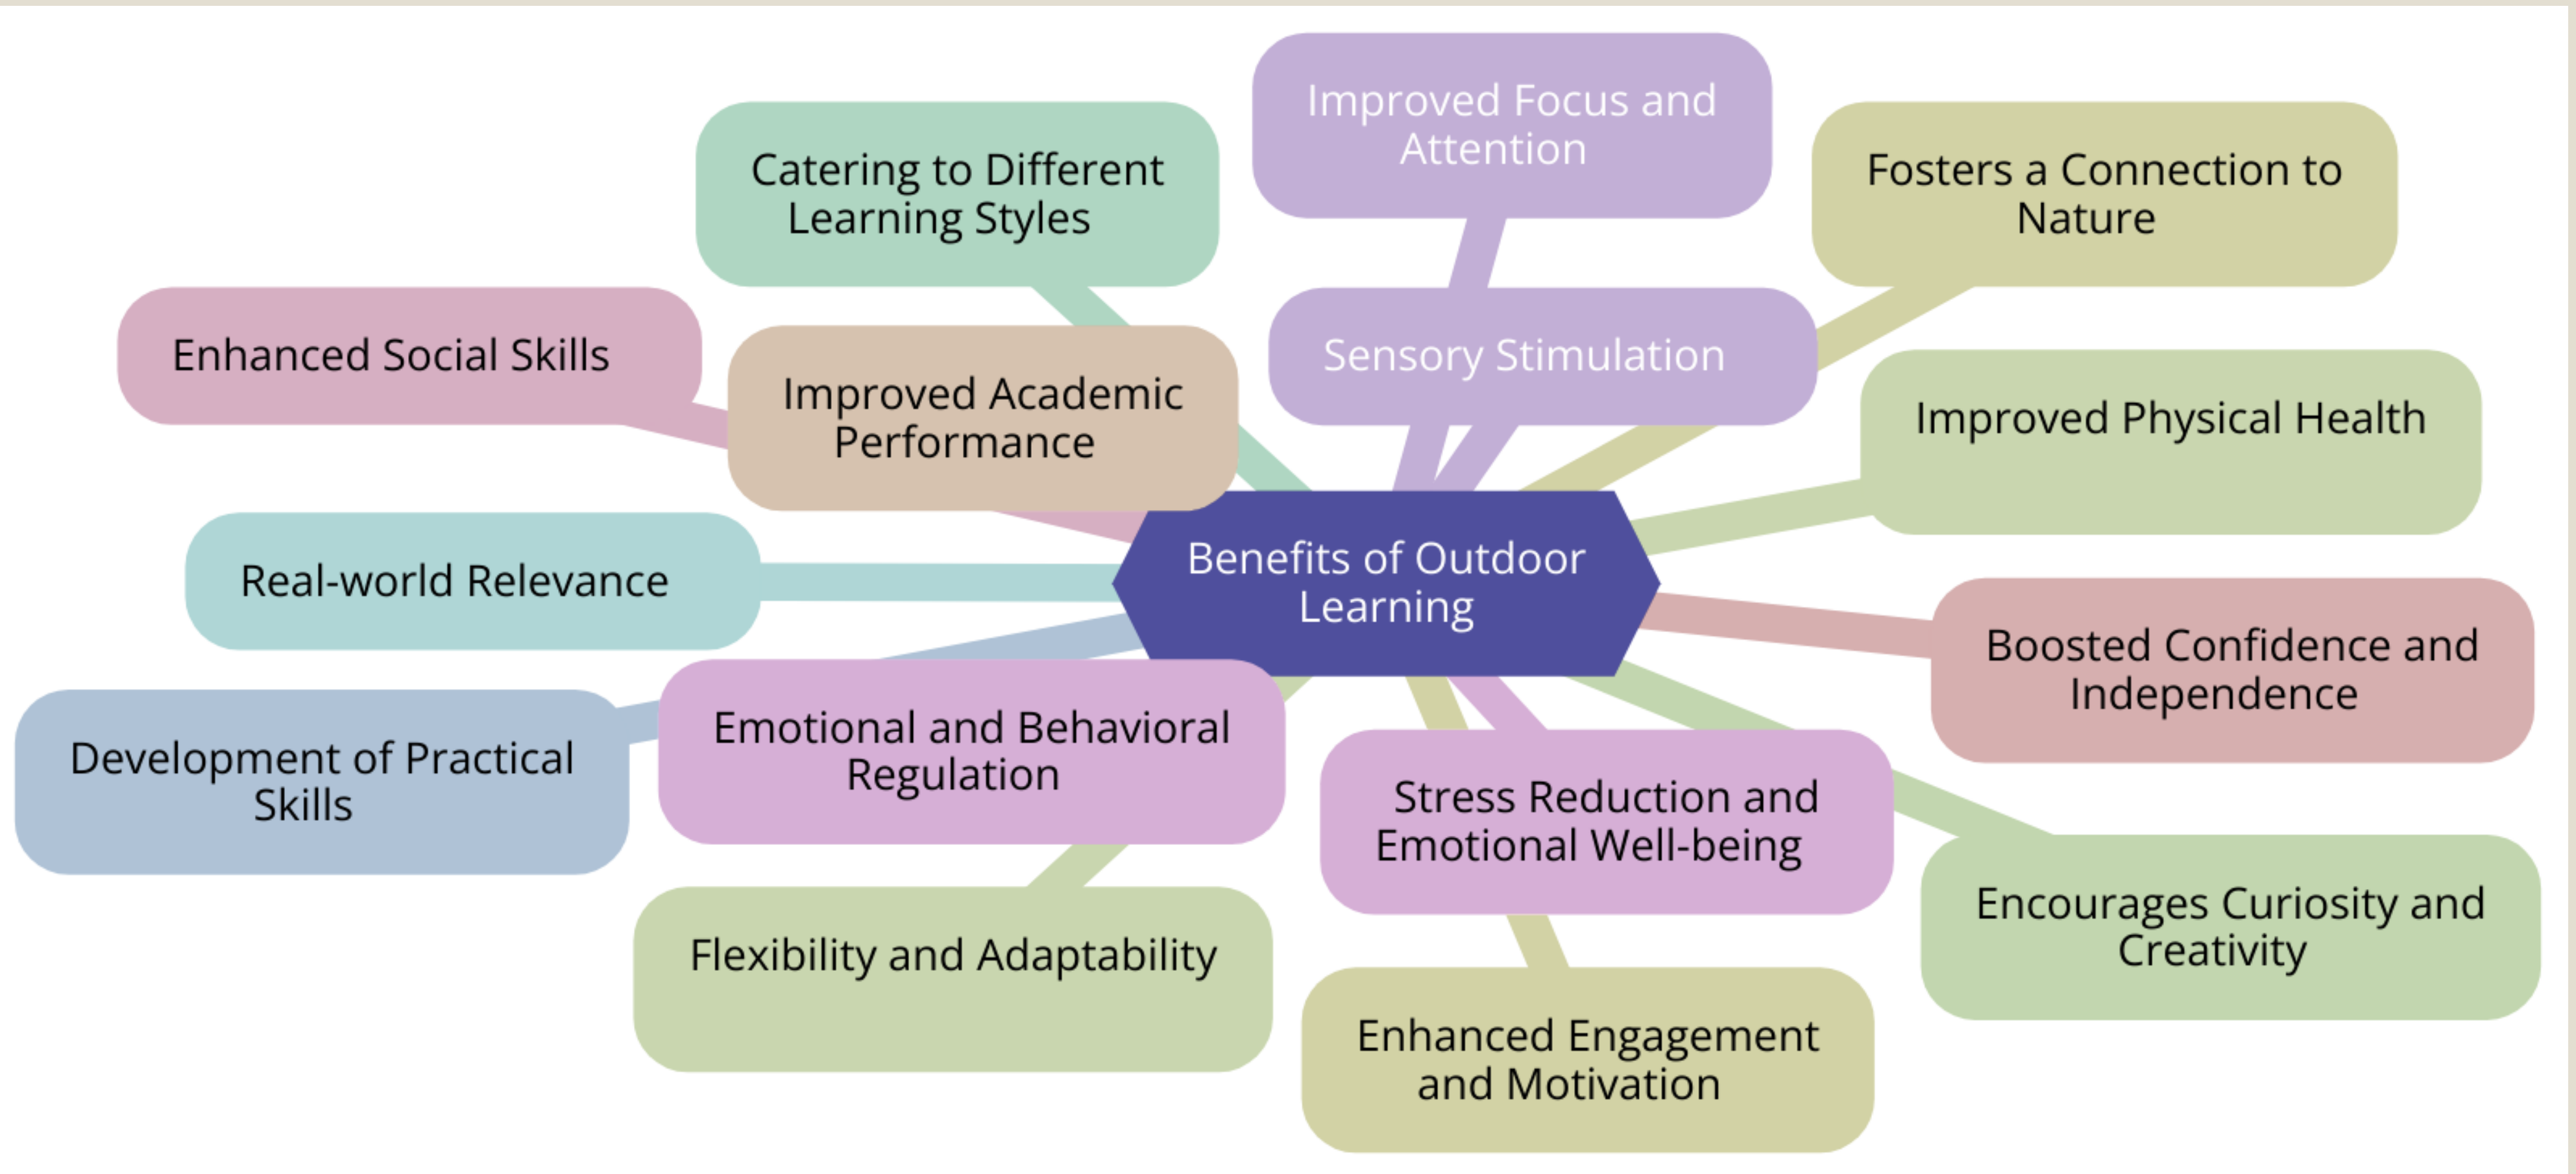 Improved Focus and
Attention
Catering to Different
Learning Styles
Fosters a Connection to
Nature
Enhanced Social Skills
Improved Academic
Performance
Sensory Stimulation
Improved Physical Health
Real-world Relevance
Benefits of Outdoor
Learning
Boosted Confidence and
Independence
Development of Practical
Skills
Emotional and Behavioral
Regulation
Stress Reduction and
Emotional Well-being
Flexibility and Adaptability
Encourages Curiosity and
Creativity
Enhanced Engagement
and Motivation